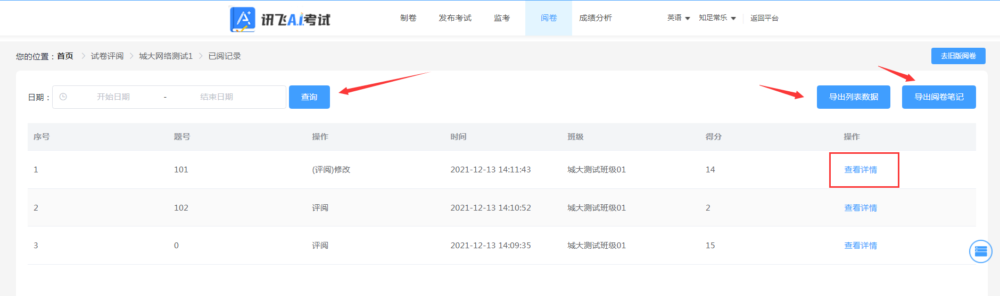 讯飞A.I.考试 制卷 发布考试 监考 阅卷 成绩分析 英语 知足常乐 返回平台
您的位置：首页 > 试卷评阅 > 城大网络测试1 > 已阅记录 去旧版阅卷
日期： 开始日期 - 结束日期 查询 导出列表数据 导出阅卷笔记
序号 题号 操作 时间 班级 得分 操作
1 101 (评阅)修改 2021-12-13 14:11:43 城大测试班级01 14 查看详情
2 102 评阅 2021-12-13 14:10:52 城大测试班级01 2 查看详情
3 0 评阅 2021-12-13 14:09:35 城大测试班级01 15 查看详情